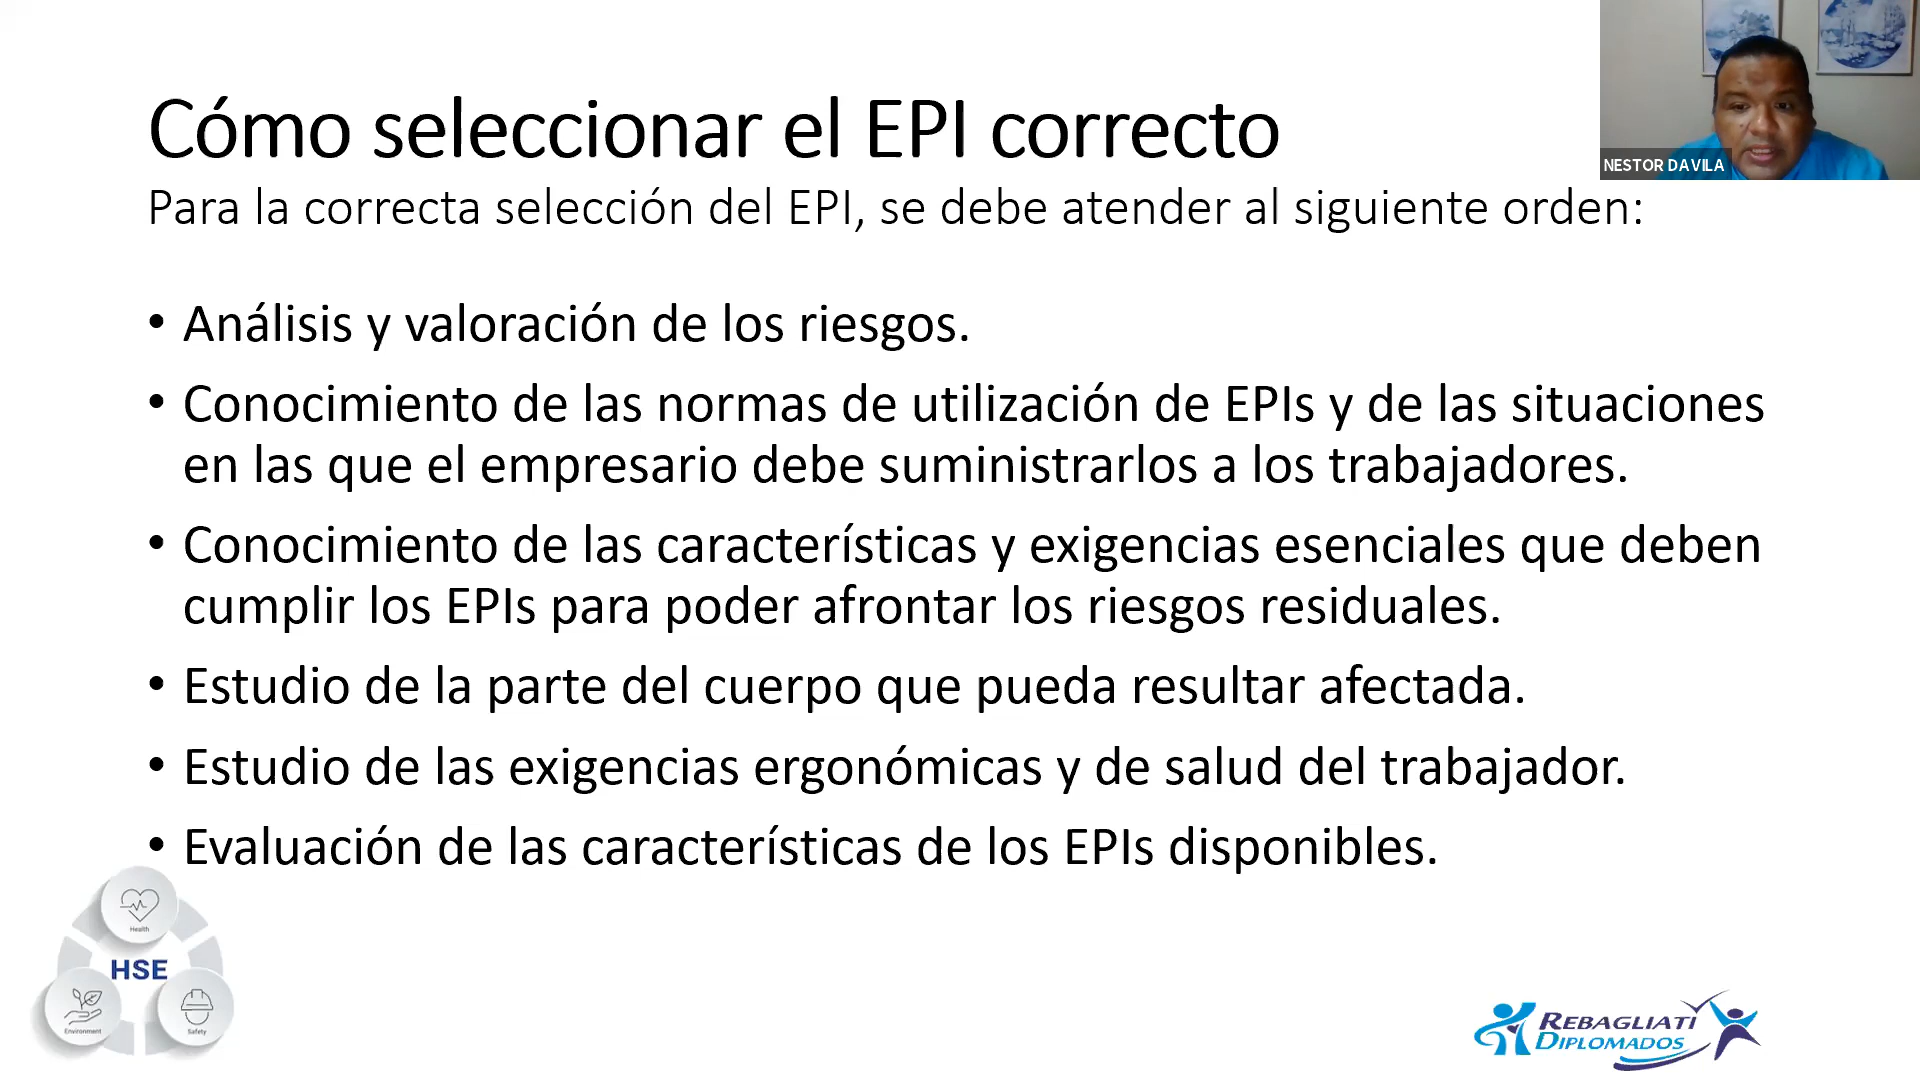 Cómo seleccionar el EPI correcto
Para la correcta selección del EPI, se debe atender al siguiente orden:
NESTOR DAVILA
• Análisis y valoración de los riesgos.
• Conocimiento de las normas de utilización de EPIs y de las situaciones
en las que el empresario debe suministrarlos a los trabajadores.
• Conocimiento de las características y exigencias esenciales que deben
cumplir los EPIs para poder afrontar los riesgos residuales.
• Estudio de la parte del cuerpo que pueda resultar afectada.
• Estudio de las exigencias ergonómicas y de salud del trabajador.
• Evaluación de las características de los EPIs disponibles.
Health
HSE
Environment
Safety
REBAGLIATI
DIPLOMADOS